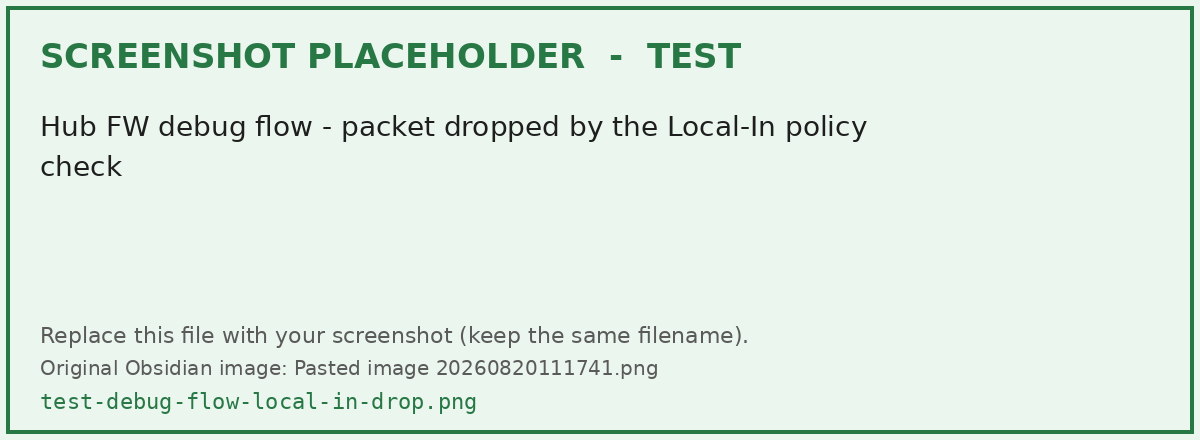 SCREENSHOT PLACEHOLDER - TEST
Hub FW debug flow - packet dropped by the Local-In policy
check
Replace this file with your screenshot (keep the same filename).
Original Obsidian image: Pasted image 20260820111741.png
test-debug-flow-local-in-drop.png